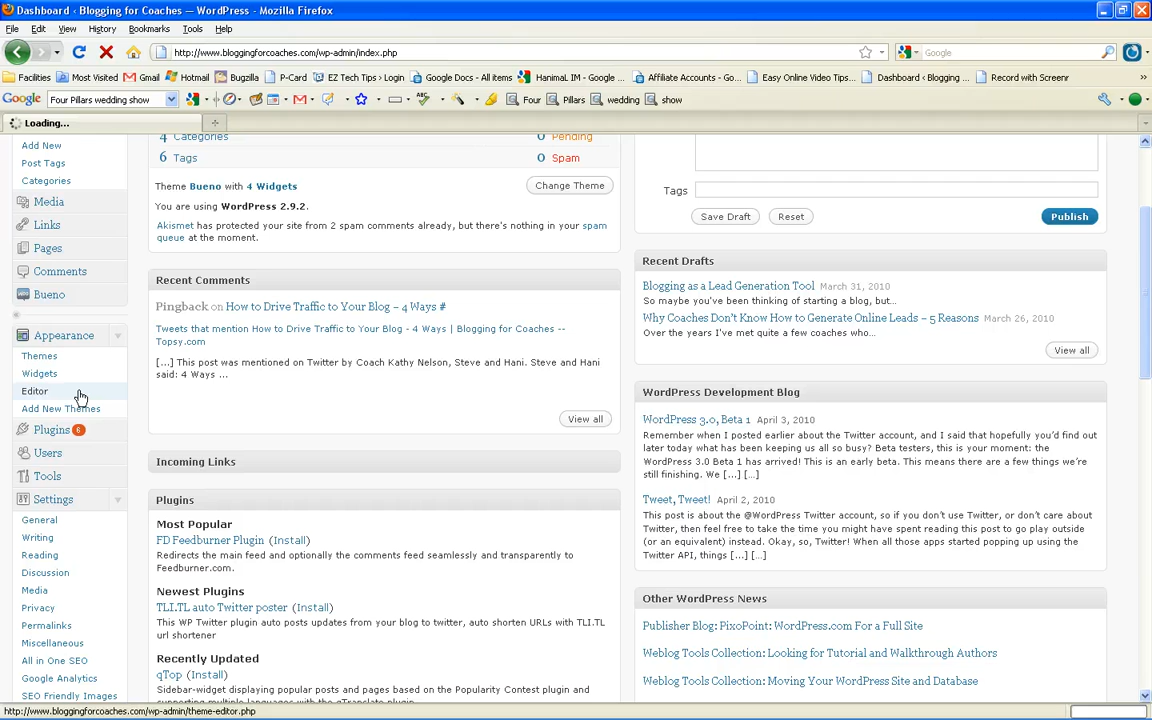 Dashboard ‹ Blogging for Coaches — WordPress - Mozilla Firefox
File Edit View History Bookmarks Tools Help
http://www.bloggingforcoaches.com/wp-admin/index.php
Google
Facilities Most Visited Gmail Hotmail Bugzilla P-Card EZ Tech Tips › Login Google Docs - All items HanimaL IM - Google ... Affiliate Accounts - Go... Easy Online Video Tips... Dashboard ‹ Blogging ... Record with Screenr »
Google Four Pillars wedding show Four Pillars wedding show
Loading...
Add New
Post Tags
Categories
Media
Links
Pages
Comments
Bueno
Appearance
Themes
Widgets
Editor
Add New Themes
Plugins 6
Users
Tools
Settings
General
Writing
Reading
Discussion
Media
Privacy
Permalinks
Miscellaneous
All in One SEO
Google Analytics
SEO Friendly Images
4 Categories 0 Pending
6 Tags 0 Spam
Theme Bueno with 4 Widgets Change Theme
You are using WordPress 2.9.2.
Akismet has protected your site from 2 spam comments already, but there's nothing in your spam
queue at the moment.
Recent Comments
Pingback on How to Drive Traffic to Your Blog – 4 Ways #
Tweets that mention How to Drive Traffic to Your Blog - 4 Ways | Blogging for Coaches --
Topsy.com
[...] This post was mentioned on Twitter by Coach Kathy Nelson, Steve and Hani. Steve and Hani
said: 4 Ways ...
View all
Incoming Links
Plugins
Most Popular
FD Feedburner Plugin (Install)
Redirects the main feed and optionally the comments feed seamlessly and transparently to
Feedburner.com.
Newest Plugins
TLI.TL auto Twitter poster (Install)
This WP Twitter plugin auto posts updates from your blog to twitter, auto shorten URLs with TLI.TL
url shortener
Recently Updated
qTop (Install)
Sidebar-widget displaying popular posts and pages based on the Popularity Contest plugin and
supporting multiple languages with the qTranslate plugin.
Tags
Save Draft Reset Publish
Recent Drafts
Blogging as a Lead Generation Tool March 31, 2010
So maybe you've been thinking of starting a blog, but...
Why Coaches Don't Know How to Generate Online Leads – 5 Reasons March 26, 2010
Over the years I've met quite a few coaches who...
View all
WordPress Development Blog
WordPress 3.0, Beta 1 April 3, 2010
Remember when I posted earlier about the Twitter account, and I said that hopefully you'd find out
later today what has been keeping us all so busy? Beta testers, this is your moment: the
WordPress 3.0 Beta 1 has arrived! This is an early beta. This means there are a few things we're
still finishing. We [...] [...]
Tweet, Tweet! April 2, 2010
This post is about the @WordPress Twitter account, so if you don't use Twitter, or don't care about
Twitter, then feel free to take the time you might have spent reading this post to go play outside
(or an equivalent) instead. Okay, so, Twitter! When all those apps started popping up using the
Twitter API, things [...] [...]
Other WordPress News
Publisher Blog: PixoPoint: WordPress.com For a Full Site
Weblog Tools Collection: Looking for Tutorial and Walkthrough Authors
Weblog Tools Collection: Moving Your WordPress Site and Database
http://www.bloggingforcoaches.com/wp-admin/theme-editor.php